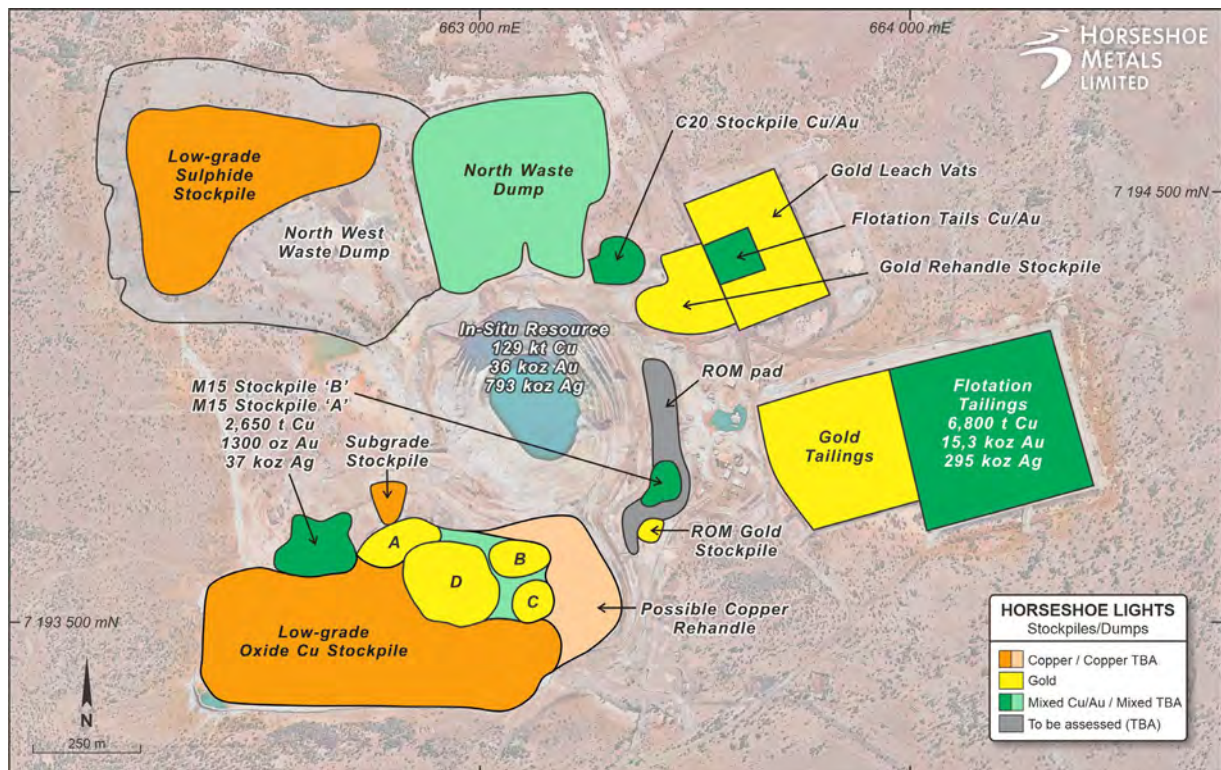 663 000 mE
664 000 mE
HORSESHOE
METALS
LIMITED
C20 Stockpile Cu/Au
Low-grade
Sulphide
Stockpile
North Waste
Dump
Gold Leach Vats
7 194 500 mN
Flotation Tails Cu/Au
North West
Waste Dump
Gold Rehandle Stockpile
In-Situ Resource
129 kt Cu
36 koz Au
793 koz Ag
ROM pad
M15 Stockpile ‘B’
M15 Stockpile ‘A’
2,650 t Cu
1300 oz Au
37 koz Ag
Subgrade
Stockpile
Gold
Tailings
Flotation
Tailings
6,800 t Cu
15,3 koz Au
295 koz Ag
ROM Gold
Stockpile
A
B
D
C
Possible Copper
Rehandle
7 193 500 mN
Low-grade
Oxide Cu Stockpile
N
250 m
HORSESHOE LIGHTS
Stockpiles/Dumps
Copper / Copper TBA
Gold
Mixed Cu/Au / Mixed TBA
To be assessed (TBA)